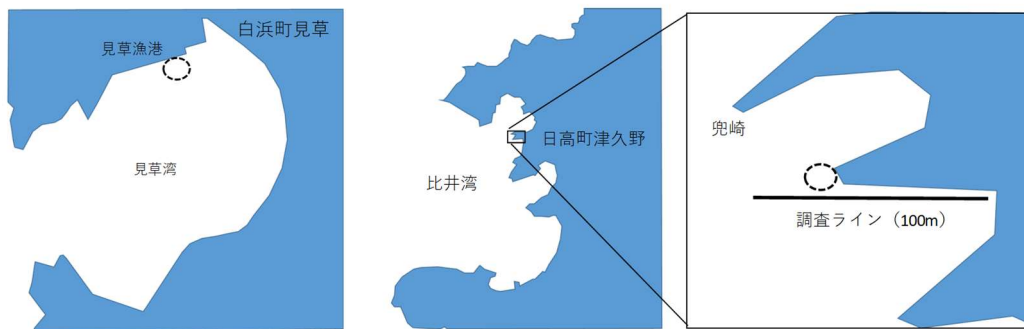 白浜町見草
見草漁港
見草湾
日高町津久野
比井湾
兜崎
調査ライン（100m）